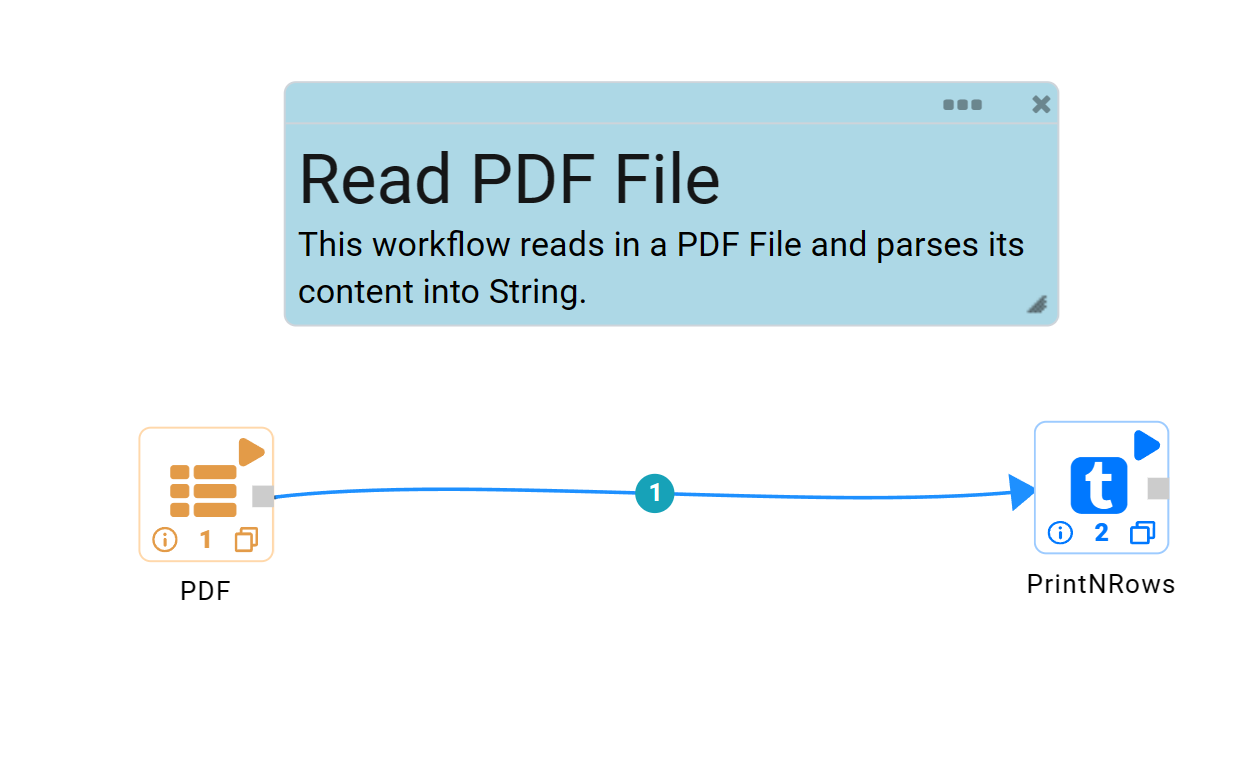 Read PDF File
This workflow reads in a PDF File and parses its
content into String.
1
t
1
2
PDF
PrintNRows